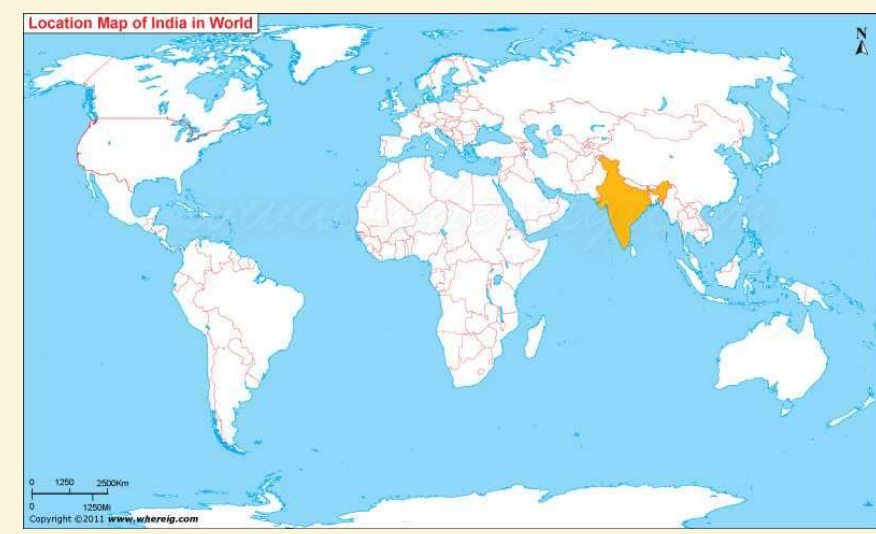 Location Map of India in World
N
0 1250 2500Km
0 1250Mi
Copyright ©2011 www.whereig.com